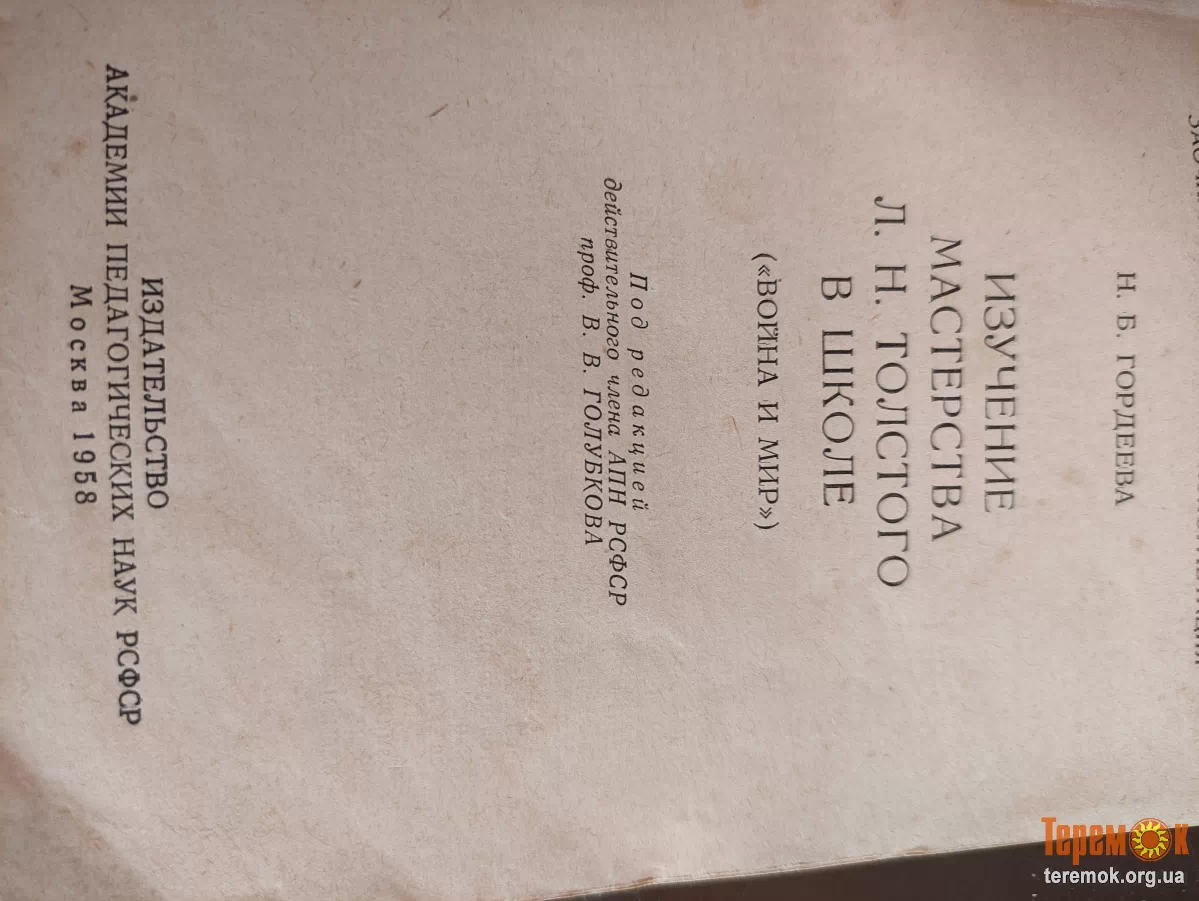 Н. Б. ГОРДЕЕВА
ИЗУЧЕНИЕ
МАСТЕРСТВА
Л. Н. ТОЛСТОГО
В ШКОЛЕ
(«ВОЙНА И МИР»)
Под редакцией
действительного члена АПН РСФСР
проф. В. В. ГОЛУБКОВА
ИЗДАТЕЛЬСТВО
АКАДЕМИИ ПЕДАГОГИЧЕСКИХ НАУК РСФСР
Москва 1958
Теремок
teremok.org.ua